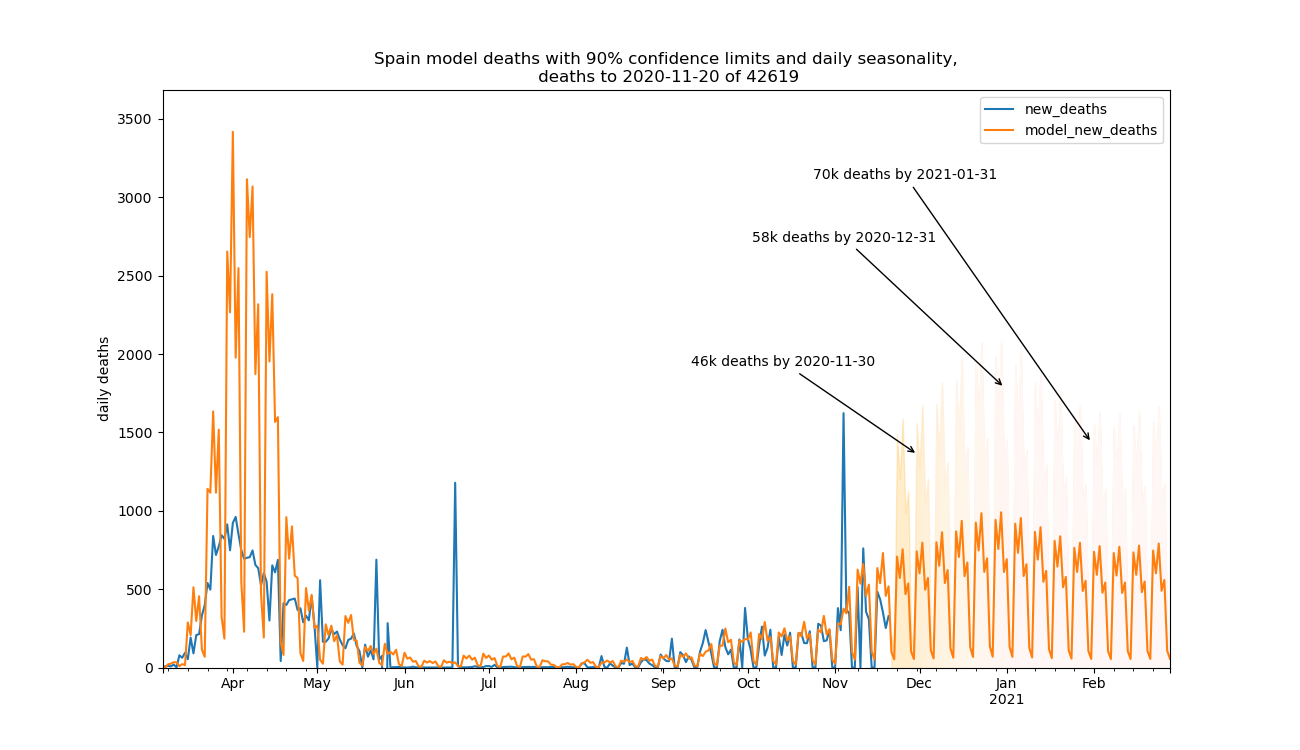 Spain model deaths with 90% confidence limits and daily seasonality,
deaths to 2020-11-20 of 42619
new_deaths
model_new_deaths
70k deaths by 2021-01-31
58k deaths by 2020-12-31
46k deaths by 2020-11-30
daily deaths
3500
3000
2500
2000
1500
1000
500
0
Apr May Jun Jul Aug Sep Oct Nov Dec Jan Feb
2021